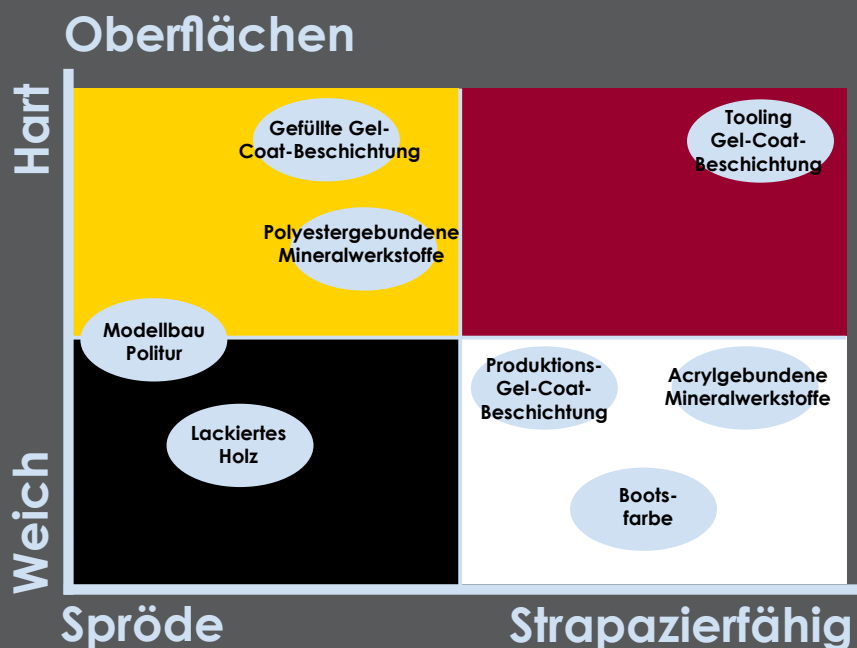 Oberflächen
Hart
Gefüllte Gel-
Coat-Beschichtung
Tooling
Gel-Coat-
Beschichtung
Polyestergebundene
Mineralwerkstoffe
Modellbau
Politur
Produktions-
Gel-Coat-
Beschichtung
Acrylgebundene
Mineralwerkstoffe
Lackiertes
Holz
Boots-
farbe
Weich
Spröde
Strapazierfähig